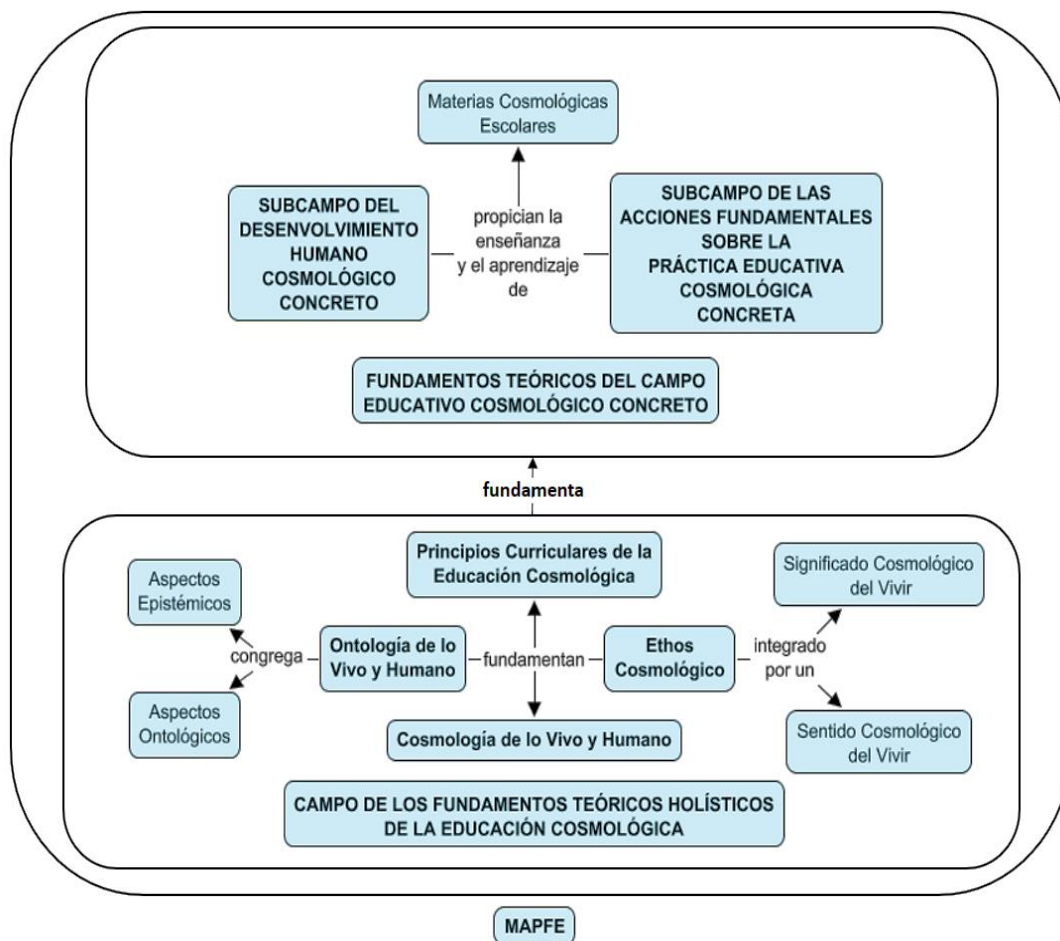 Materias Cosmológicas
Escolares
SUBCAMPO DEL
DESENVOLVIMIENTO
HUMANO
COSMOLÓGICO
CONCRETO
propician la
enseñanza
y el aprendizaje
de
SUBCAMPO DE LAS
ACCIONES FUNDAMENTALES
SOBRE LA
PRÁCTICA EDUCATIVA
COSMOLÓGICA
CONCRETA
FUNDAMENTOS TEÓRICOS DEL CAMPO
EDUCATIVO COSMOLÓGICO CONCRETO
fundamenta
Principios Curriculares de la
Educación Cosmológica
Aspectos
Epistémicos
Significado Cosmológico
del Vivir
congrega
Ontología de lo
Vivo y Humano
fundamentan
Ethos
Cosmológico
integrado
por un
Aspectos
Ontológicos
Cosmología de lo Vivo y Humano
Sentido Cosmológico
del Vivir
CAMPO DE LOS FUNDAMENTOS TEÓRICOS HOLÍSTICOS
DE LA EDUCACIÓN COSMOLÓGICA
MAPFE